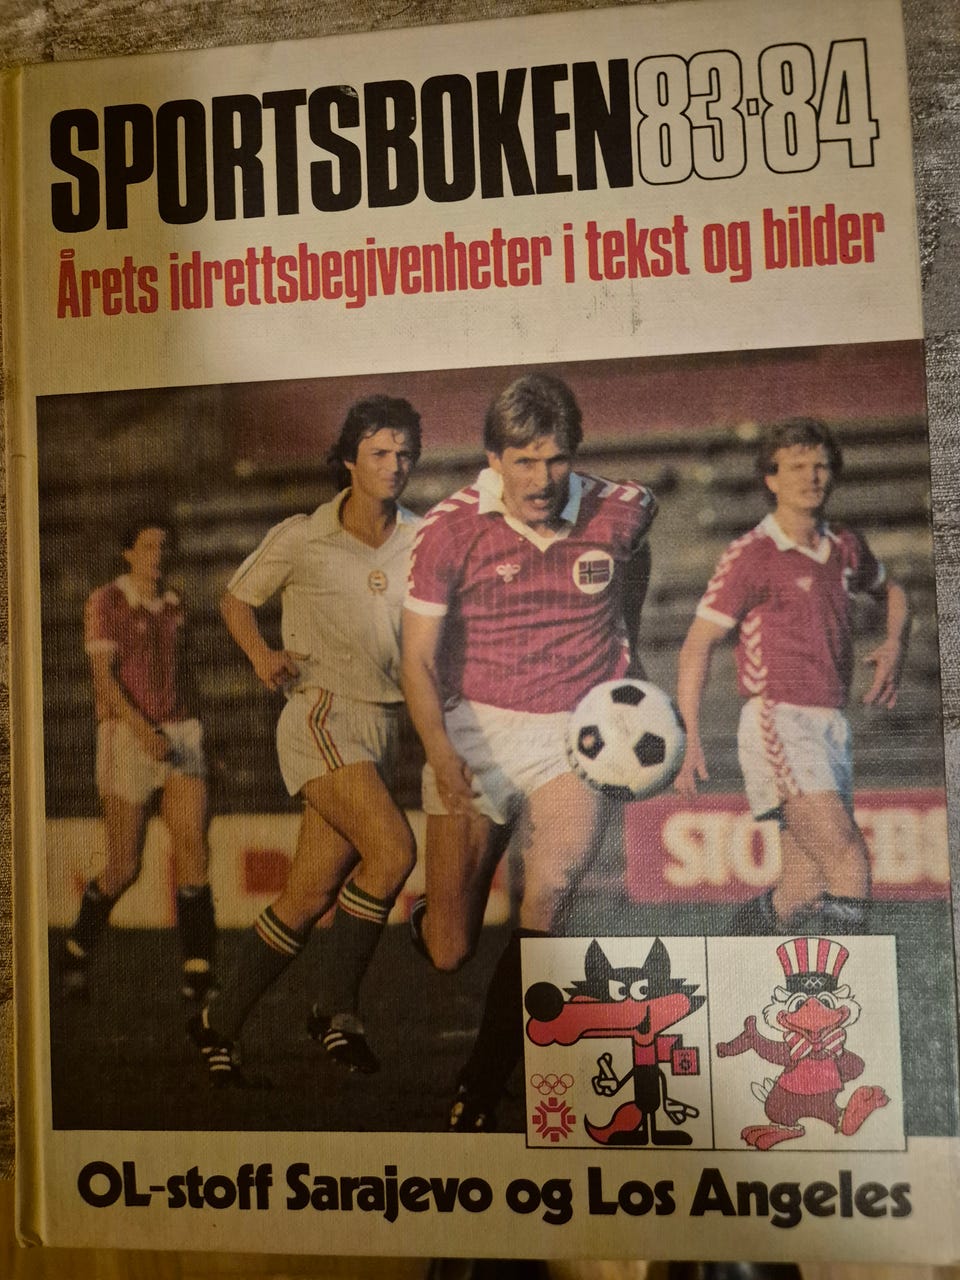 SPORTSBOKEN 83·84
Årets idrettsbegivenheter i tekst og bilder
OL-stoff Sarajevo og Los Angeles